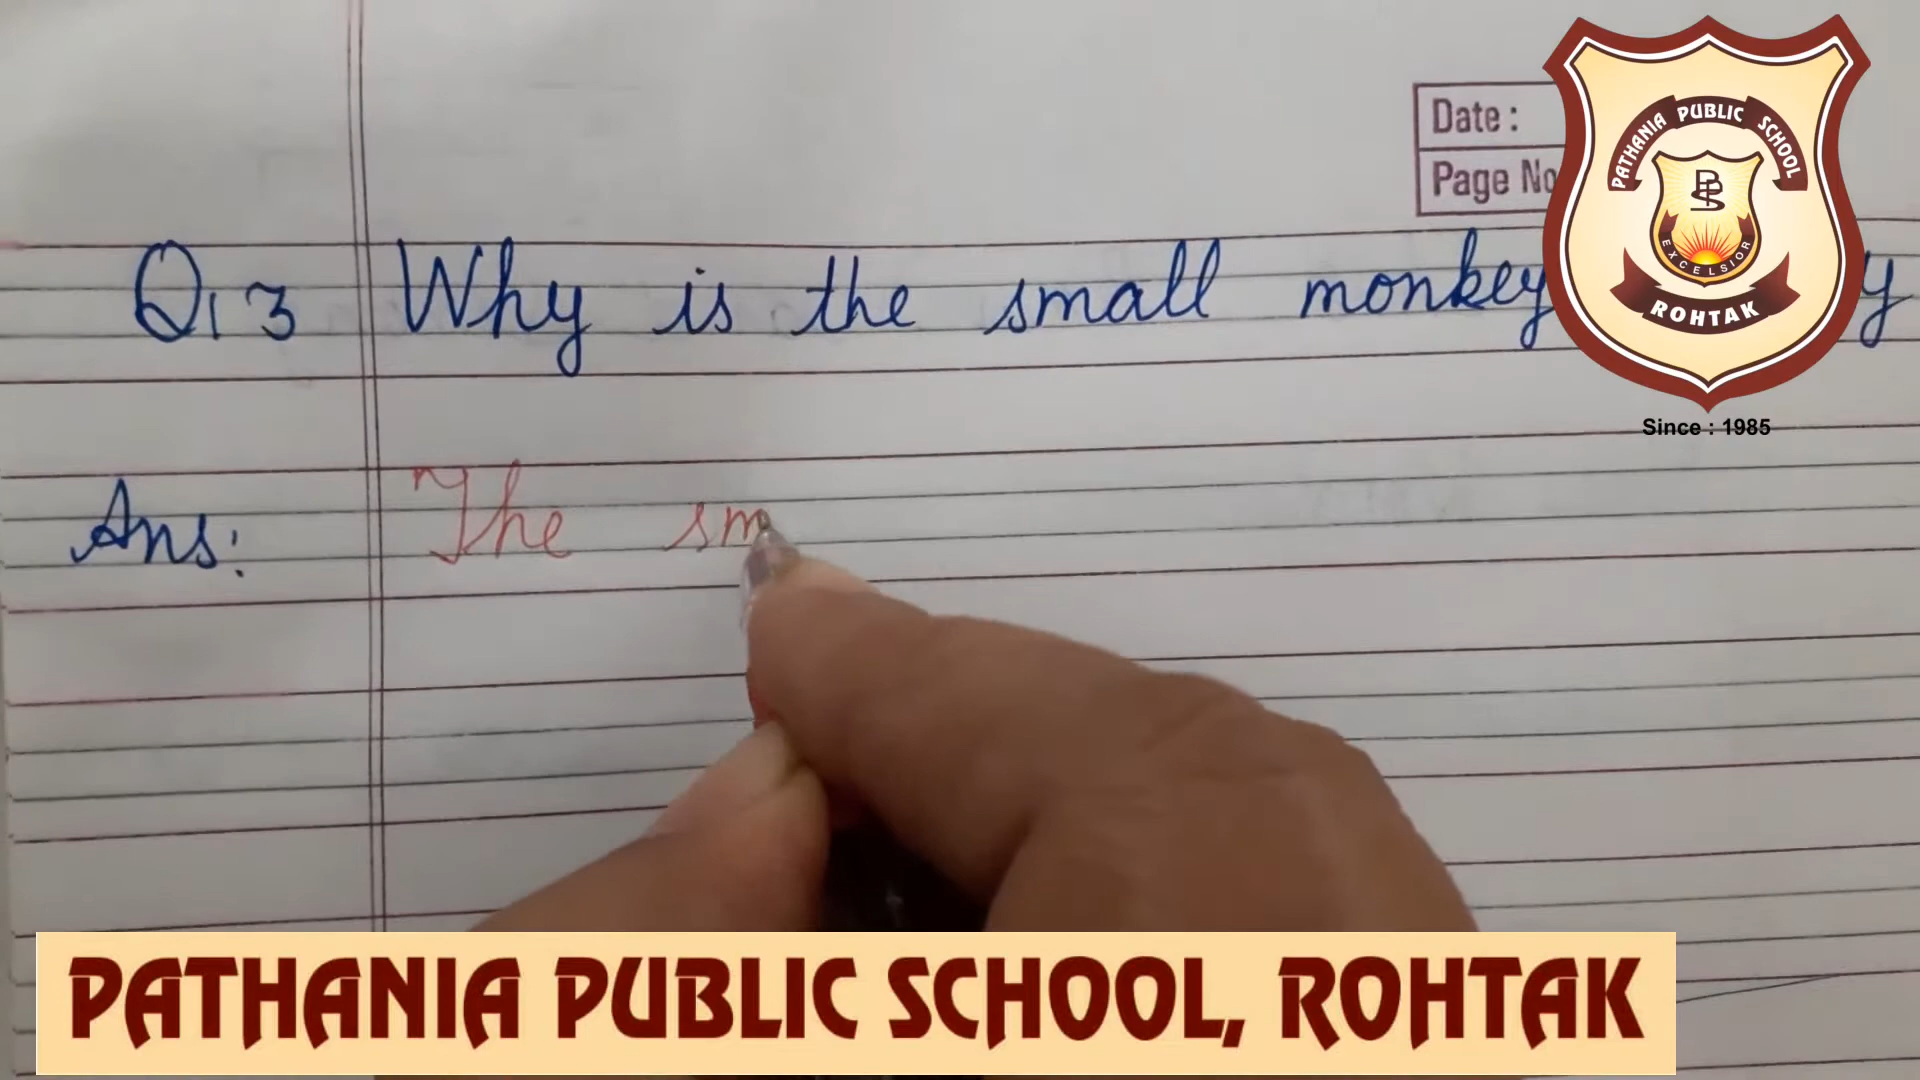 Date :
Page No
PATHANIA PUBLIC SCHOOL
PPS
EXCELSIOR
ROHTAK
Since : 1985
Q.3 Why is the small monkey
Ans: The sm
PATHANIA PUBLIC SCHOOL, ROHTAK